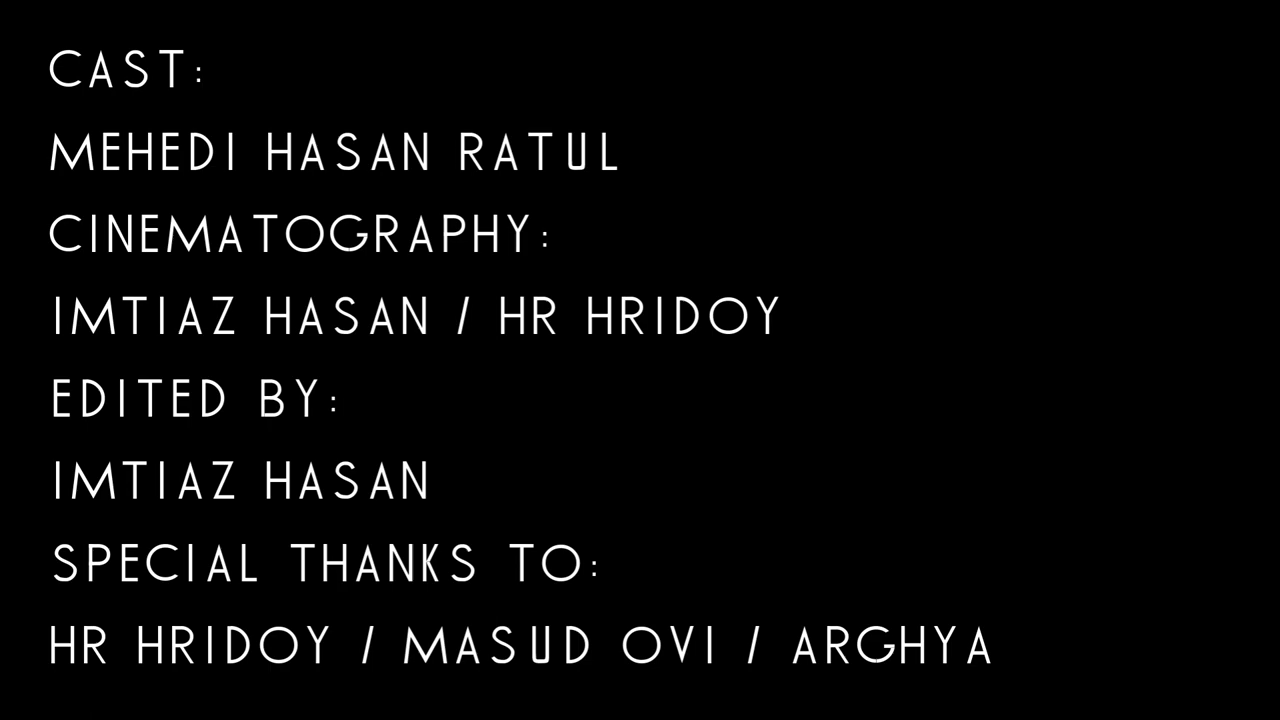 CAST:
MEHEDI HASAN RATUL
CINEMATOGRAPHY:
IMTIAZ HASAN / HR HRIDOY
EDITED BY:
IMTIAZ HASAN
SPECIAL THANKS TO:
HR HRIDOY / MASUD OVI / ARGHYA